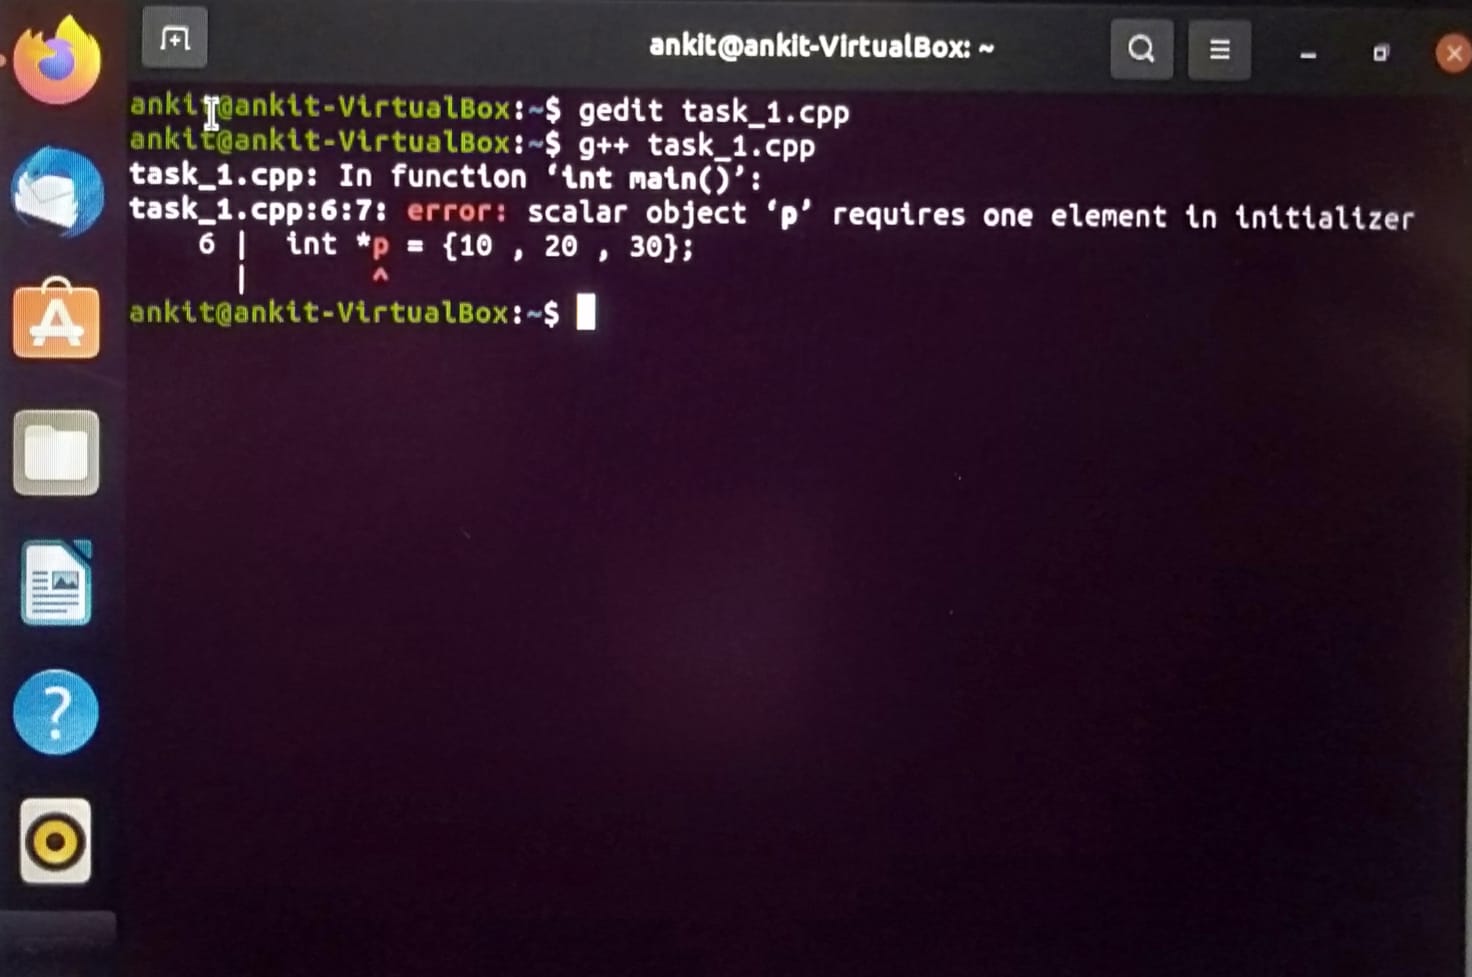 ankit@ankit-VirtualBox: ~
ankit@ankit-VirtualBox:~$ gedit task_1.cpp
ankit@ankit-VirtualBox:~$ g++ task_1.cpp
task_1.cpp: In function ‘int main()’:
task_1.cpp:6:7: error: scalar object ‘p’ requires one element in initializer
6 |   int *p = {10 , 20 , 30};
|        ^
ankit@ankit-VirtualBox:~$